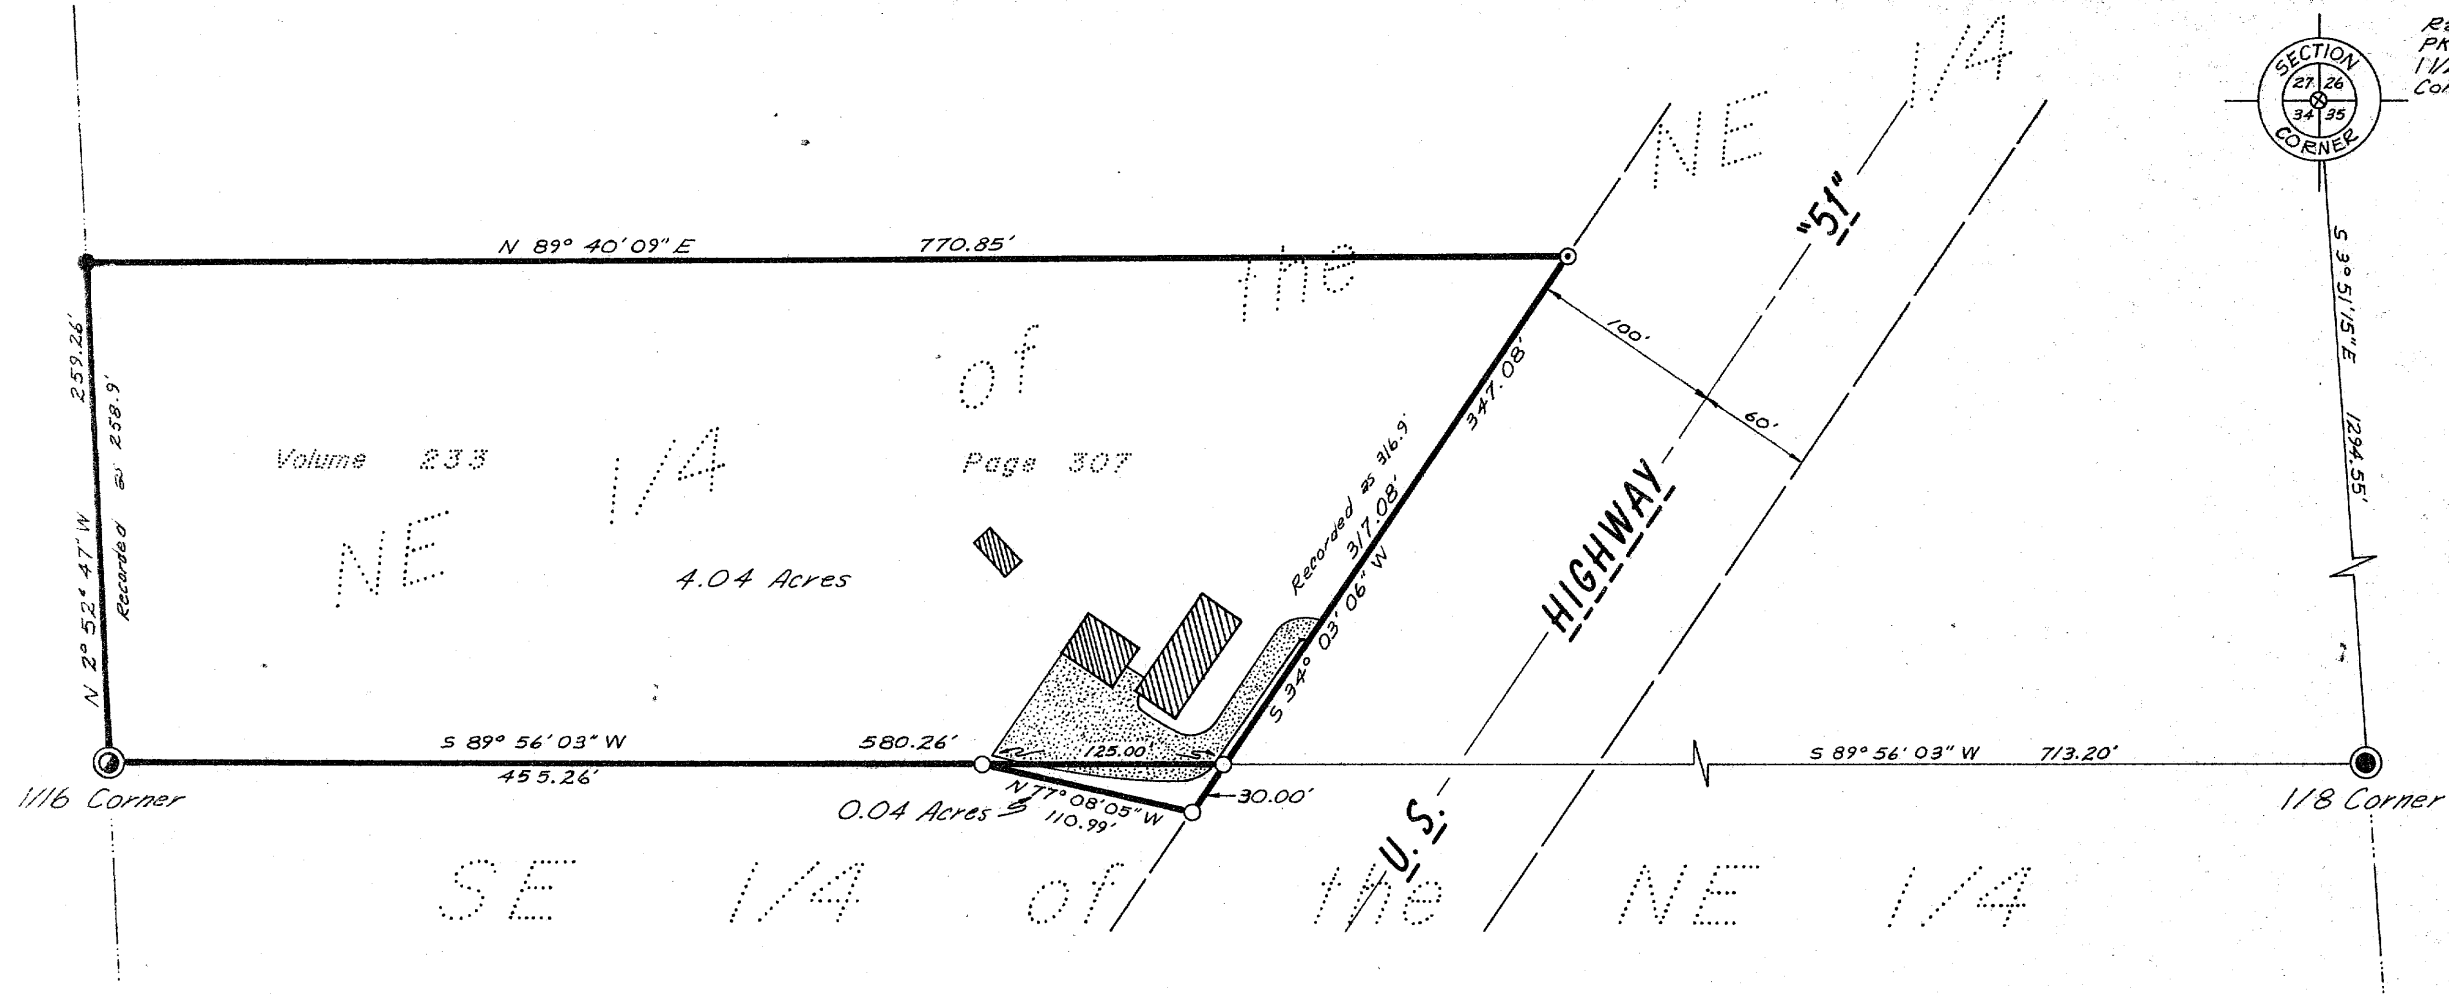 NE 1/4
SECTION
27 26
34 35
CORNER
"51"
N 89° 40' 09" E 770.85'
the
259.26'
Recorded as 258.9'
N 2° 52' 47" W
100'
60'
347.08'
of
Volume 233 Page 307
1/4
NE
4.04 Acres
Recorded as 316.9'
317.08'
S 34° 03' 06" W
HIGHWAY
U. S.
S 3° 51' 15" E 1294.55'
S 89° 56' 03" W 580.26'
455.26'
125.00'
S 89° 56' 03" W 713.20'
1/16 Corner
1/8 Corner
30.00'
N 77° 08' 05" W
110.99'
0.04 Acres
SE 1/4 of the NE 1/4